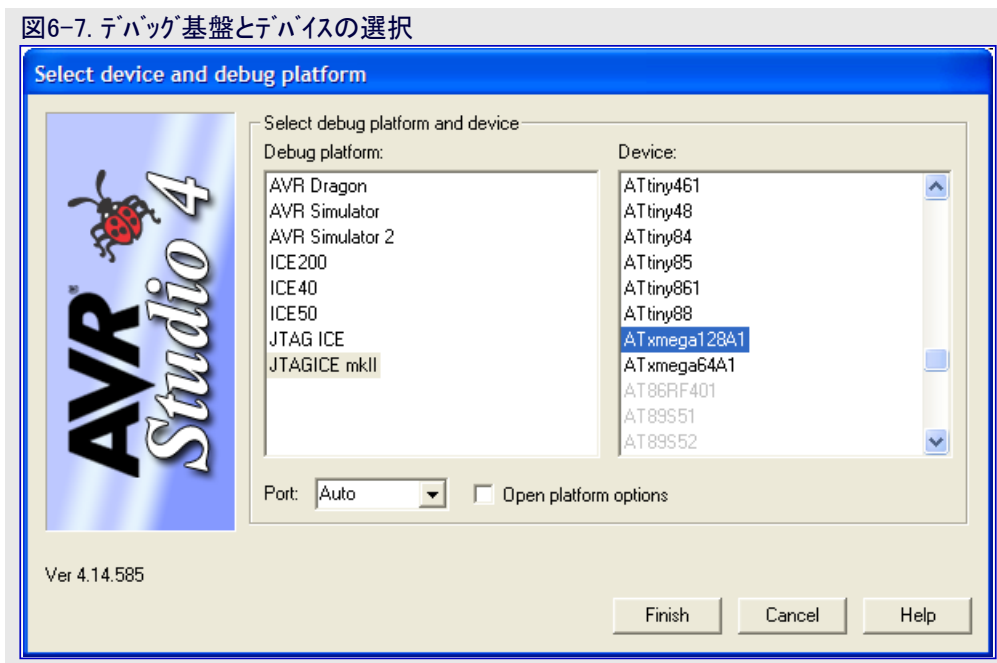 図6-7. ﾃﾞﾊﾞｯｸﾞ基盤とﾃﾞﾊﾞｲｽの選択
Select device and debug platform
AVR®
Studio 4
Select debug platform and device
Debug platform:
AVR Dragon
AVR Simulator
AVR Simulator 2
ICE200
ICE40
ICE50
JTAG ICE
JTAGICE mkII
Device:
ATtiny461
ATtiny48
ATtiny84
ATtiny85
ATtiny861
ATtiny88
ATxmega128A1
ATxmega64A1
AT86RF401
AT89S51
AT89S52
Port: Auto
Open platform options
Ver 4.14.585
Finish Cancel Help